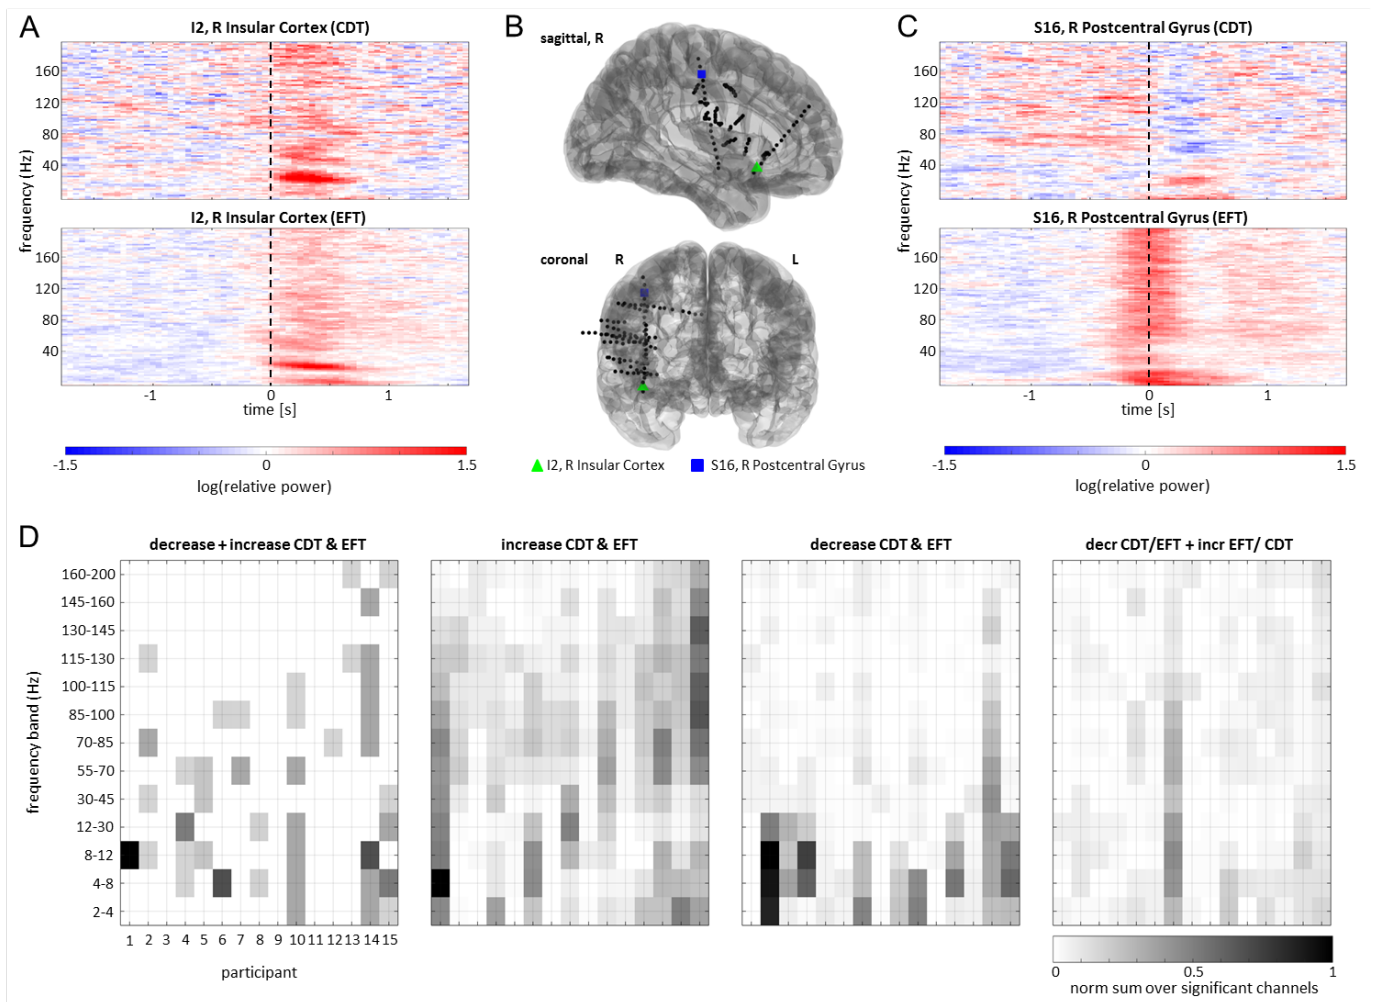 A
I2, R Insular Cortex (CDT)
160
120
80
40
I2, R Insular Cortex (EFT)
160
120
80
40
frequency (Hz)
-1 0 1
time [s]
-1.5 0 1.5
log(relative power)
B
sagittal, R
coronal R L
I2, R Insular Cortex S16, R Postcentral Gyrus
C
S16, R Postcentral Gyrus (CDT)
160
120
80
40
S16, R Postcentral Gyrus (EFT)
160
120
80
40
frequency (Hz)
-1 0 1
time [s]
-1.5 0 1.5
log(relative power)
D
decrease + increase CDT & EFT
increase CDT & EFT
decrease CDT & EFT
decr CDT/EFT + incr EFT/ CDT
frequency band (Hz)
160-200
145-160
130-145
115-130
100-115
85-100
70-85
55-70
30-45
12-30
8-12
4-8
2-4
1 2 3 4 5 6 7 8 9 10 11 12 13 14 15
participant
0 0.5 1
norm sum over significant channels